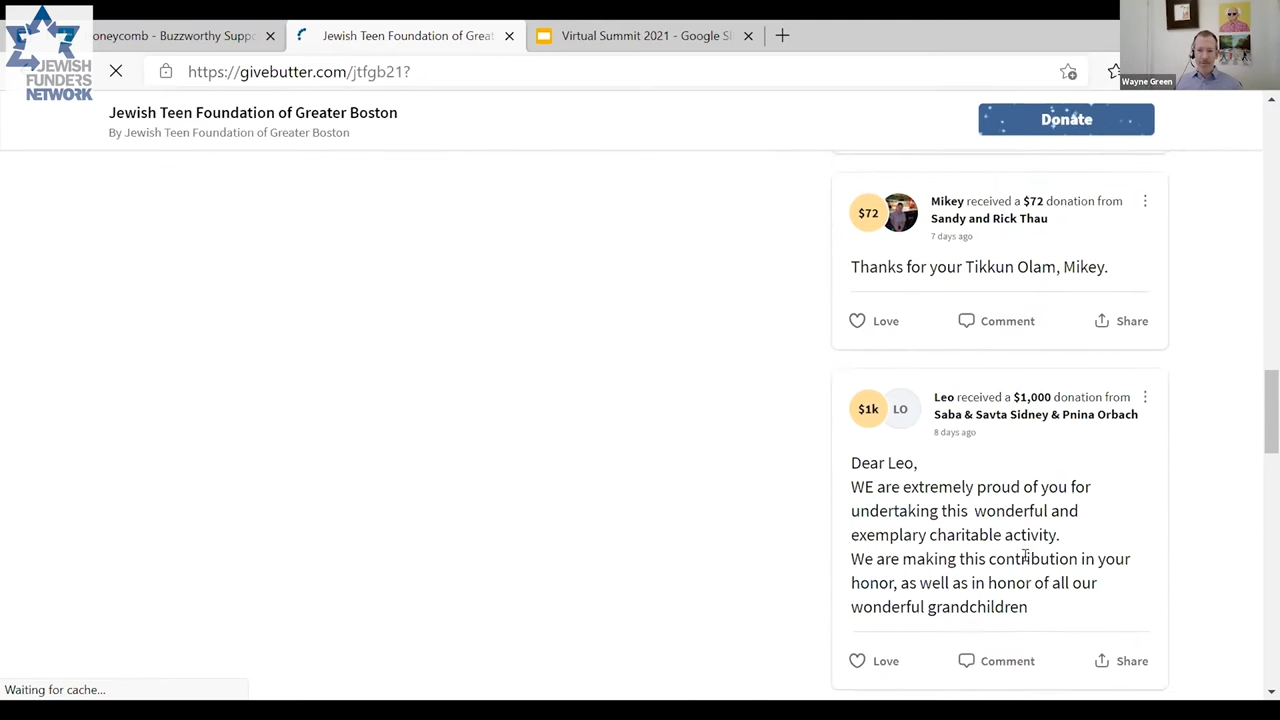 JEWISH
FUNDERS
NETWORK
oneycomb - Buzzworthy Suppo
Jewish Teen Foundation of Great
Virtual Summit 2021 - Google Sl
https://givebutter.com/jtfgb21?
Wayne Green
Jewish Teen Foundation of Greater Boston
By Jewish Teen Foundation of Greater Boston
Donate
$72
Mikey received a $72 donation from
Sandy and Rick Thau
7 days ago
Thanks for your Tikkun Olam, Mikey.
Love Comment Share
$1k LO
Leo received a $1,000 donation from
Saba & Savta Sidney & Pnina Orbach
8 days ago
Dear Leo,
WE are extremely proud of you for
undertaking this wonderful and
exemplary charitable activity.
We are making this contribution in your
honor, as well as in honor of all our
wonderful grandchildren
Love Comment Share
Waiting for cache...